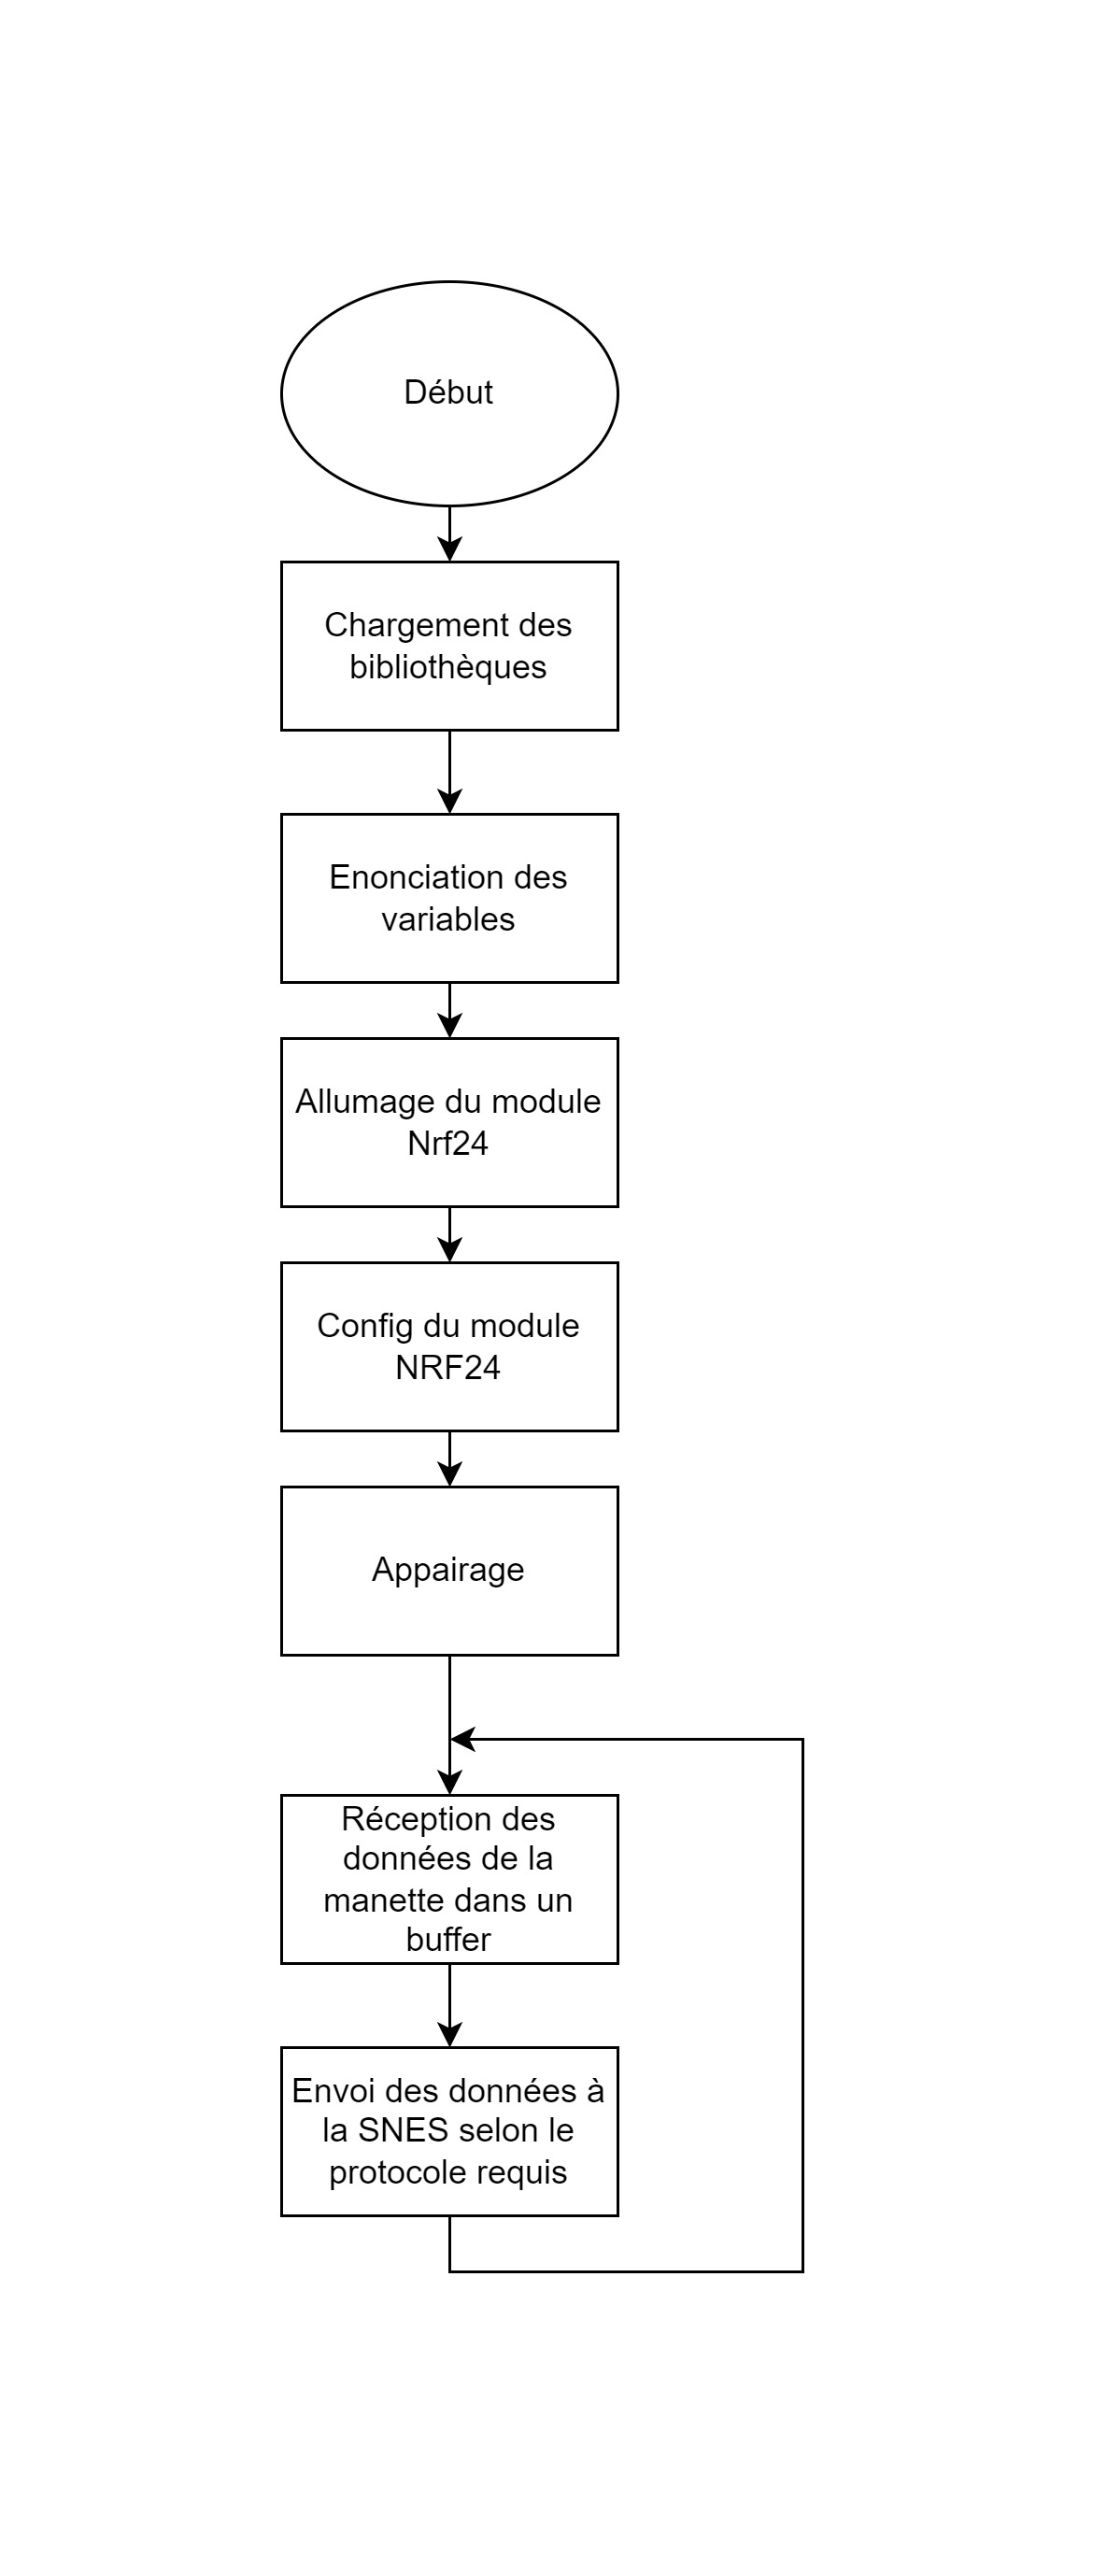 Début
Chargement des
bibliothèques
Enonciation des
variables
Allumage du module
Nrf24
Config du module
NRF24
Appairage
Réception des
données de la
manette dans un
buffer
Envoi des données à
la SNES selon le
protocole requis